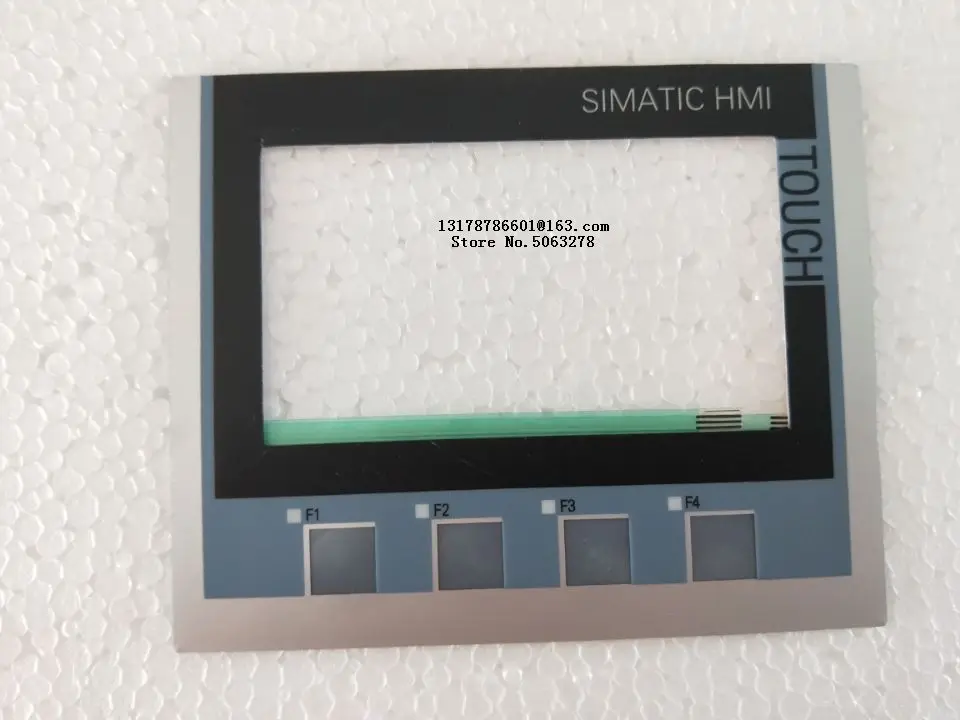 SIMATIC HMI
TOUCH
13178786601@163.com
Store No.5063278
F1
F2
F3
F4